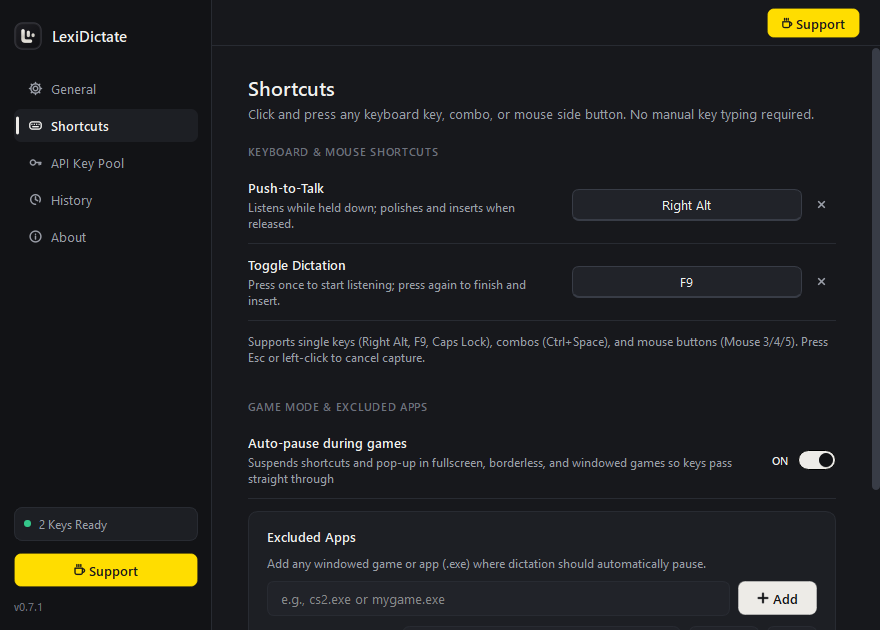 LexiDictate
Support
General
Shortcuts
API Key Pool
History
About
2 Keys Ready
Support
v0.7.1
Shortcuts
Click and press any keyboard key, combo, or mouse side button. No manual key typing required.
KEYBOARD & MOUSE SHORTCUTS
Push-to-Talk
Listens while held down; polishes and inserts when
released.
Right Alt
Toggle Dictation
Press once to start listening; press again to finish and
insert.
F9
Supports single keys (Right Alt, F9, Caps Lock), combos (Ctrl+Space), and mouse buttons (Mouse 3/4/5). Press
Esc or left-click to cancel capture.
GAME MODE & EXCLUDED APPS
Auto-pause during games
Suspends shortcuts and pop-up in fullscreen, borderless, and windowed games so keys pass
straight through
ON
Excluded Apps
Add any windowed game or app (.exe) where dictation should automatically pause.
e.g., cs2.exe or mygame.exe
+ Add